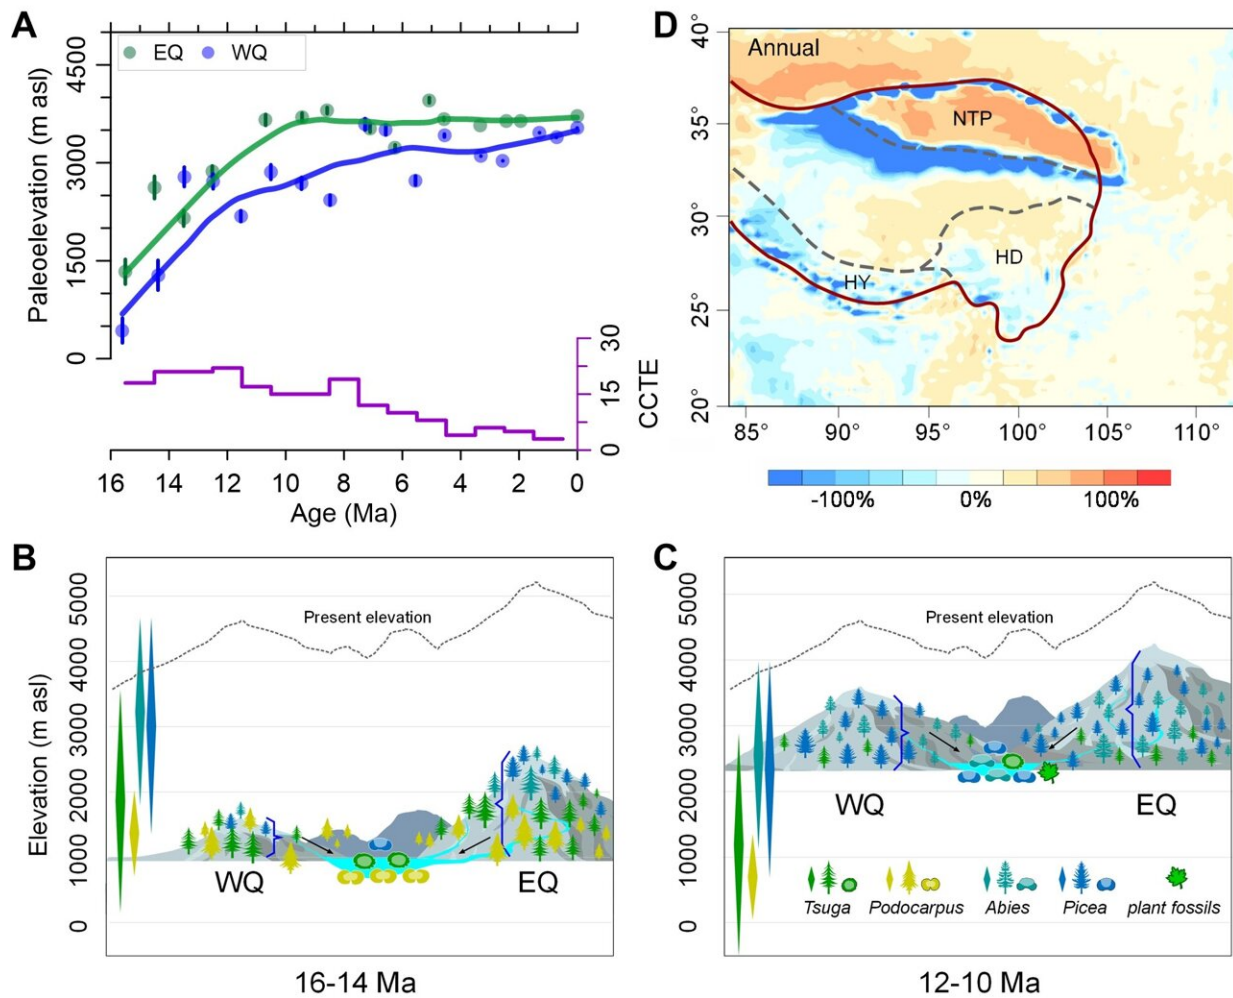 A
EQ
WQ
Paleoelevation (m asl)
4500
3000
1500
0
30
15
0
CCTE
16
14
12
10
8
6
4
2
0
Age (Ma)
D
Annual
NTP
HD
HY
40°
35°
30°
25°
20°
85°
90°
95°
100°
105°
110°
-100%
0%
100%
B
Present elevation
Elevation (m asl)
5000
4000
3000
2000
1000
0
WQ
EQ
16-14 Ma
C
Present elevation
5000
4000
3000
2000
1000
0
WQ
EQ
Tsuga
Podocarpus
Abies
Picea
plant fossils
12-10 Ma